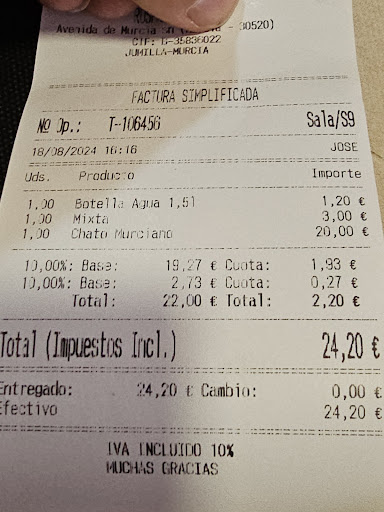 Avenida de Murcia sn - 30520)
CIF: B-35836022
JUMILLA-MURCIA
FACTURA SIMPLIFICADA
Nº Op.: T-106456 Sala/S9
18/08/2024 16:16 JOSE
Uds. Producto Importe
1,00 Botella Agua 1,5l 1,20 €
1,00 Mixta 3,00 €
1,00 Chato Murciano 20,00 €
10,00%: Base: 19,27 € Cuota: 1,93 €
10,00%: Base: 2,73 € Cuota: 0,27 €
Total: 22,00 € Total: 2,20 €
Total (Impuestos Incl.) 24,20 €
Entregado: 24,20 € Cambio: 0,00 €
Efectivo 24,20 €
IVA INCLUIDO 10%
MUCHAS GRACIAS